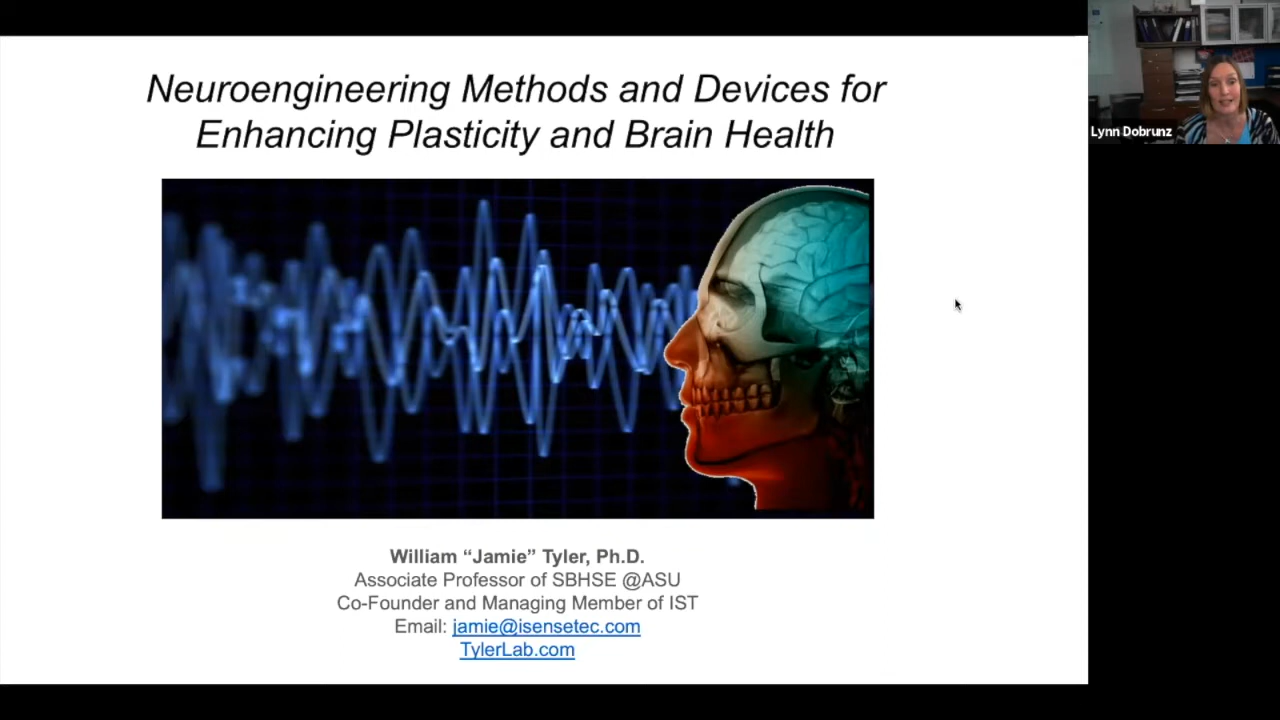 Neuroengineering Methods and Devices for
Enhancing Plasticity and Brain Health
William “Jamie” Tyler, Ph.D.
Associate Professor of SBHSE @ASU
Co-Founder and Managing Member of IST
Email: jamie@isensetec.com
TylerLab.com
Lynn Dobrunz